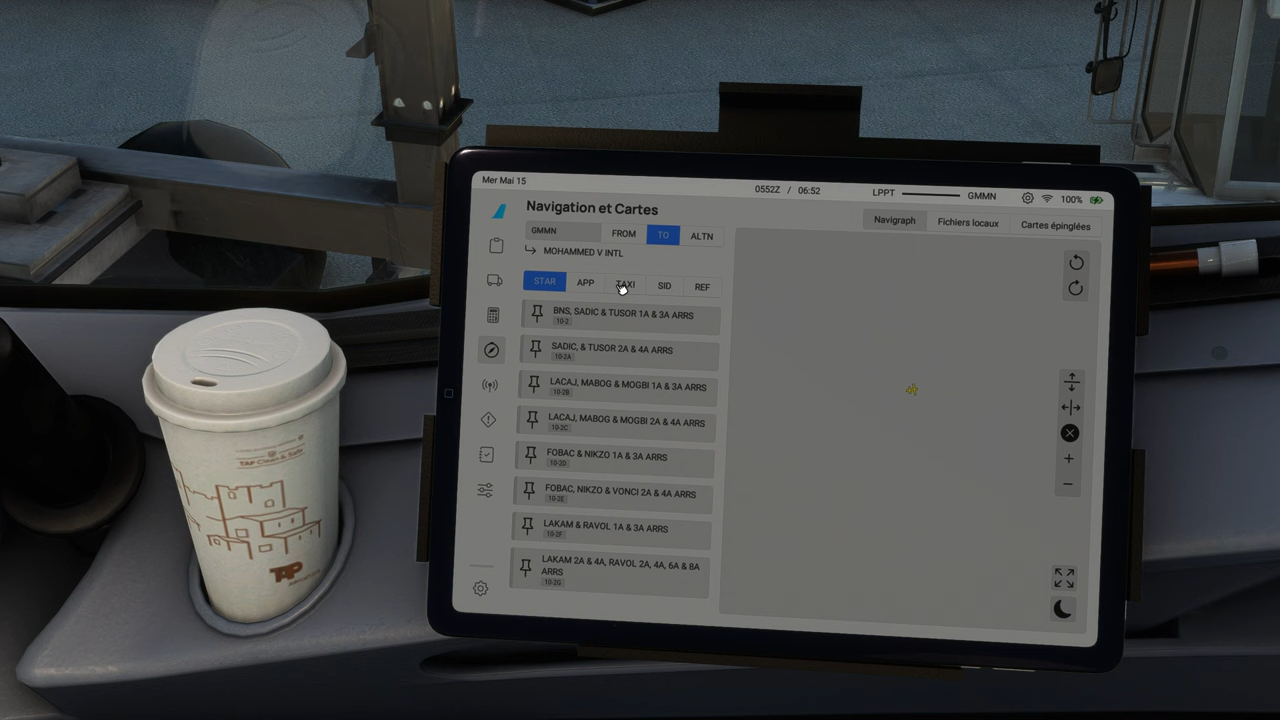 Mer Mai 15
0552Z / 06:52
LPPT
GMMN
100%
Navigation et Cartes
Navigraph
Fichiers locaux
Cartes épinglées
GMMN
FROM
TO
ALTN
MOHAMMED V INTL
STAR
APP
TAXI
SID
REF
BNS, SADIC & TUSOR 1A & 3A ARRS
10-2
SADIC, & TUSOR 2A & 4A ARRS
10-2A
LACAJ, MABOG & MOGBI 1A & 3A ARRS
10-2B
LACAJ, MABOG & MOGBI 2A & 4A ARRS
10-2C
FOBAC & NIKZO 1A & 3A ARRS
10-2D
FOBAC, NIKZO & VONCI 2A & 4A ARRS
10-2E
LAKAM & RAVOL 1A & 3A ARRS
10-2F
LAKAM 2A & 4A, RAVOL 2A, 4A, 6A & 8A
ARRS
10-2G
TAP Clean & Safe
TAP